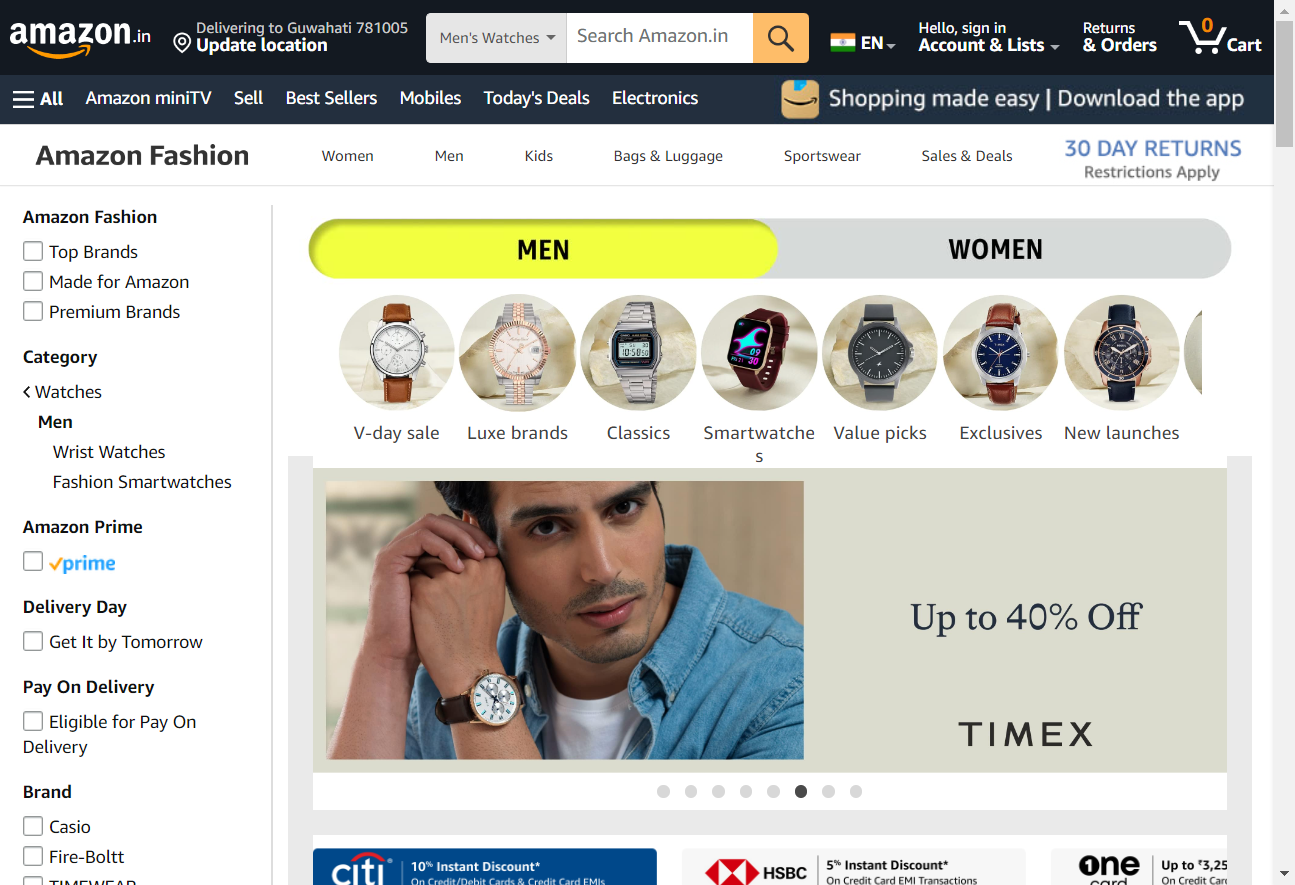 amazon.in
Delivering to Guwahati 781005
Update location
Men's Watches
Search Amazon.in
EN
Hello, sign in
Account & Lists
Returns
& Orders
0
Cart
All
Amazon miniTV
Sell
Best Sellers
Mobiles
Today's Deals
Electronics
Shopping made easy | Download the app
Amazon Fashion
Women
Men
Kids
Bags & Luggage
Sportswear
Sales & Deals
30 DAY RETURNS
Restrictions Apply
Amazon Fashion
Top Brands
Made for Amazon
Premium Brands
Category
Watches
Men
Wrist Watches
Fashion Smartwatches
Amazon Prime
prime
Delivery Day
Get It by Tomorrow
Pay On Delivery
Eligible for Pay On
Delivery
Brand
Casio
Fire-Boltt
TIMEWEAR
MEN
WOMEN
V-day sale
Luxe brands
Classics
Smartwatche
s
Value picks
Exclusives
New launches
Up to 40% Off
TIMEX
citi
10% Instant Discount*
On Credit/Debit Cards & Credit Card EMIs
HSBC
5% Instant Discount*
On Credit Card EMI Transactions
one
card
Up to ₹3,25
On Credit Car